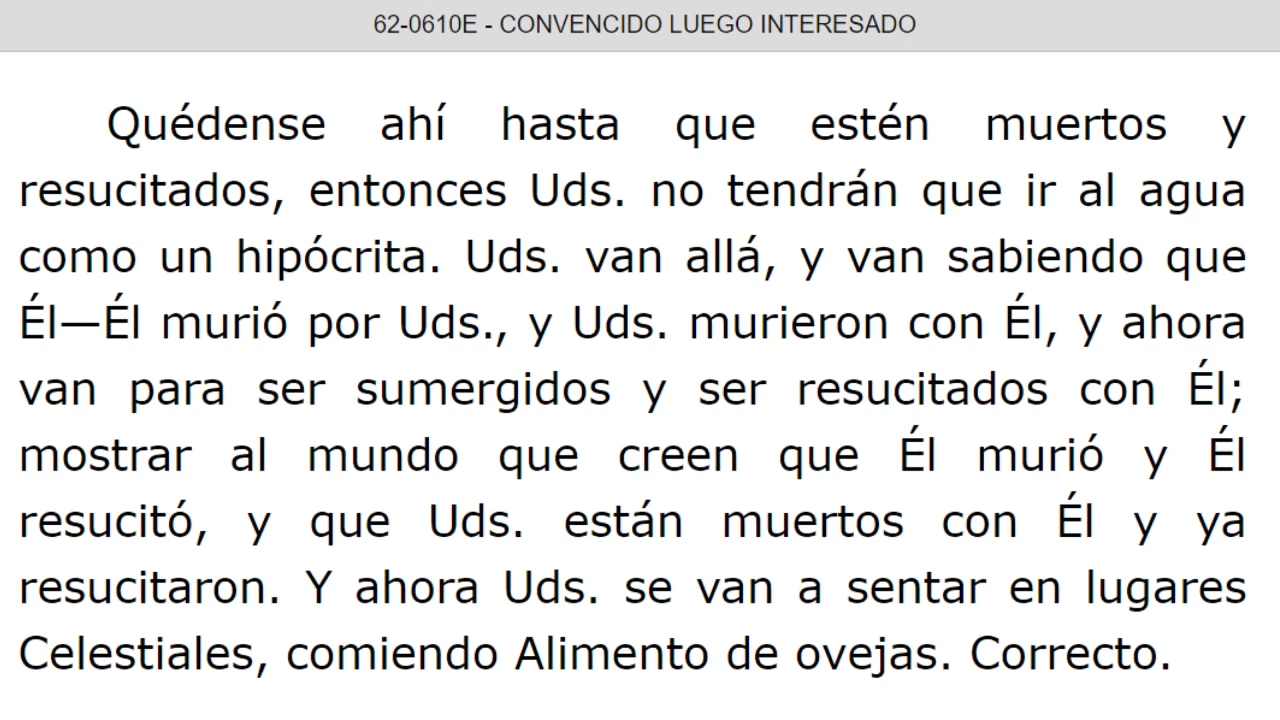 62-0610E - CONVENCIDO LUEGO INTERESADO
Quédense ahí hasta que estén muertos y
resucitados, entonces Uds. no tendrán que ir al agua
como un hipócrita. Uds. van allá, y van sabiendo que
Él—Él murió por Uds., y Uds. murieron con Él, y ahora
van para ser sumergidos y ser resucitados con Él;
mostrar al mundo que creen que Él murió y Él
resucitó, y que Uds. están muertos con Él y ya
resucitaron. Y ahora Uds. se van a sentar en lugares
Celestiales, comiendo Alimento de ovejas. Correcto.